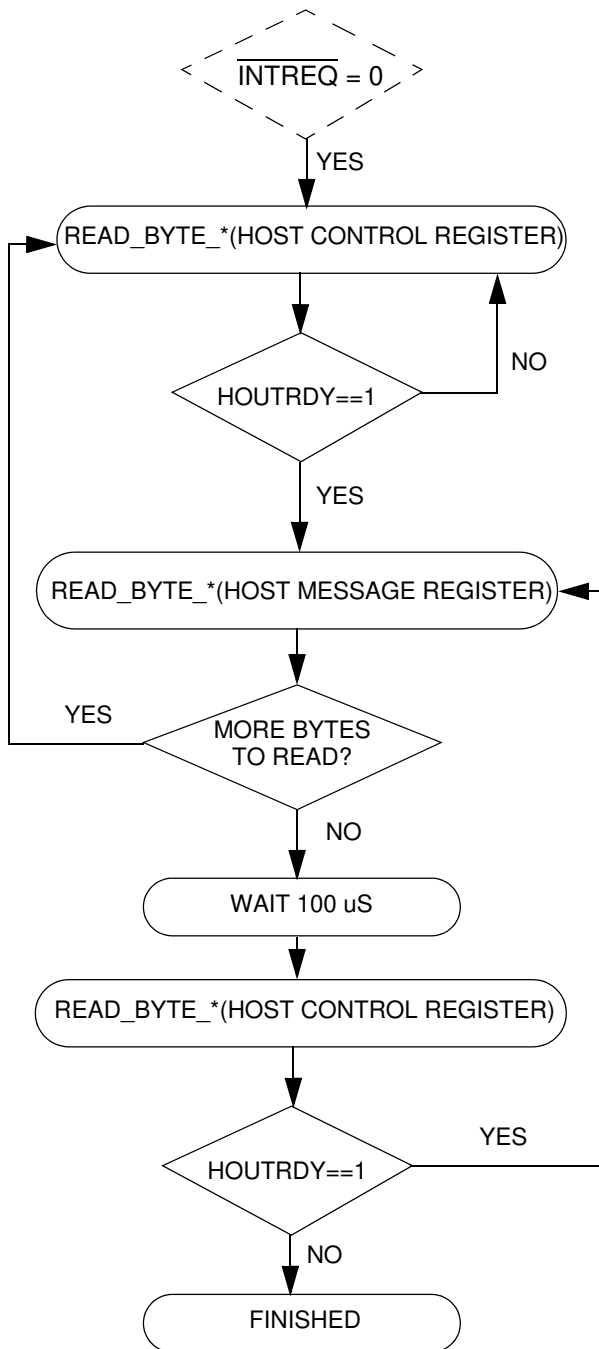 I̅N̅T̅R̅E̅Q̅ = 0
YES
READ_BYTE_*(HOST CONTROL REGISTER)
NO
HOUTRDY==1
YES
READ_BYTE_*(HOST MESSAGE REGISTER)
YES
MORE BYTES
TO READ?
NO
WAIT 100 uS
READ_BYTE_*(HOST CONTROL REGISTER)
YES
HOUTRDY==1
NO
FINISHED